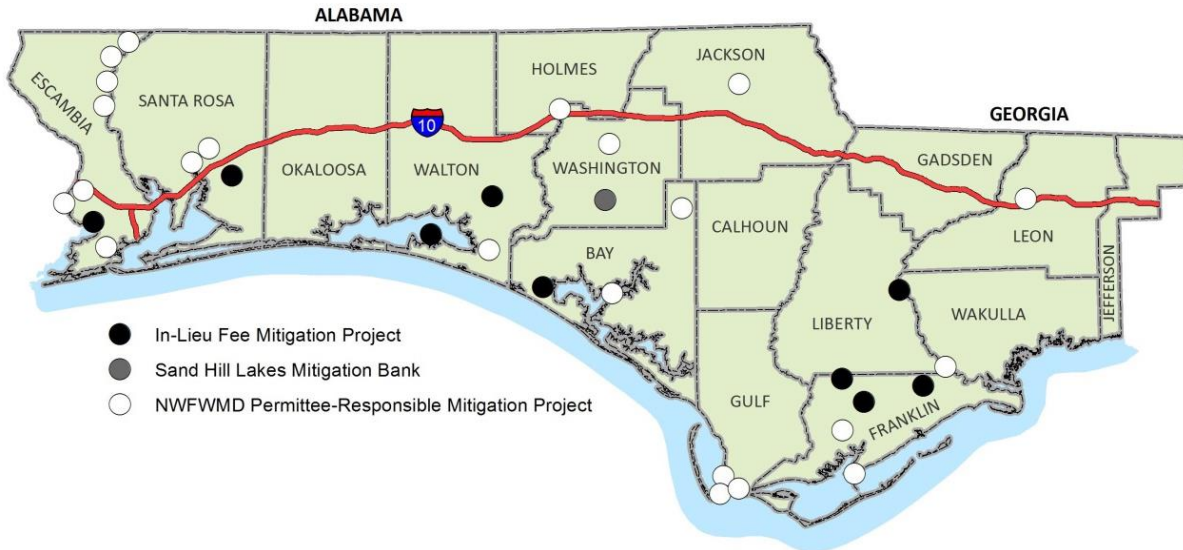 ALABAMA
ESCAMBIA
SANTA ROSA
OKALOOSA
WALTON
HOLMES
JACKSON
WASHINGTON
BAY
CALHOUN
GEORGIA
GADSDEN
LEON
JEFFERSON
WAKULLA
LIBERTY
GULF
FRANKLIN
10
In-Lieu Fee Mitigation Project
Sand Hill Lakes Mitigation Bank
NWFWMD Permittee-Responsible Mitigation Project